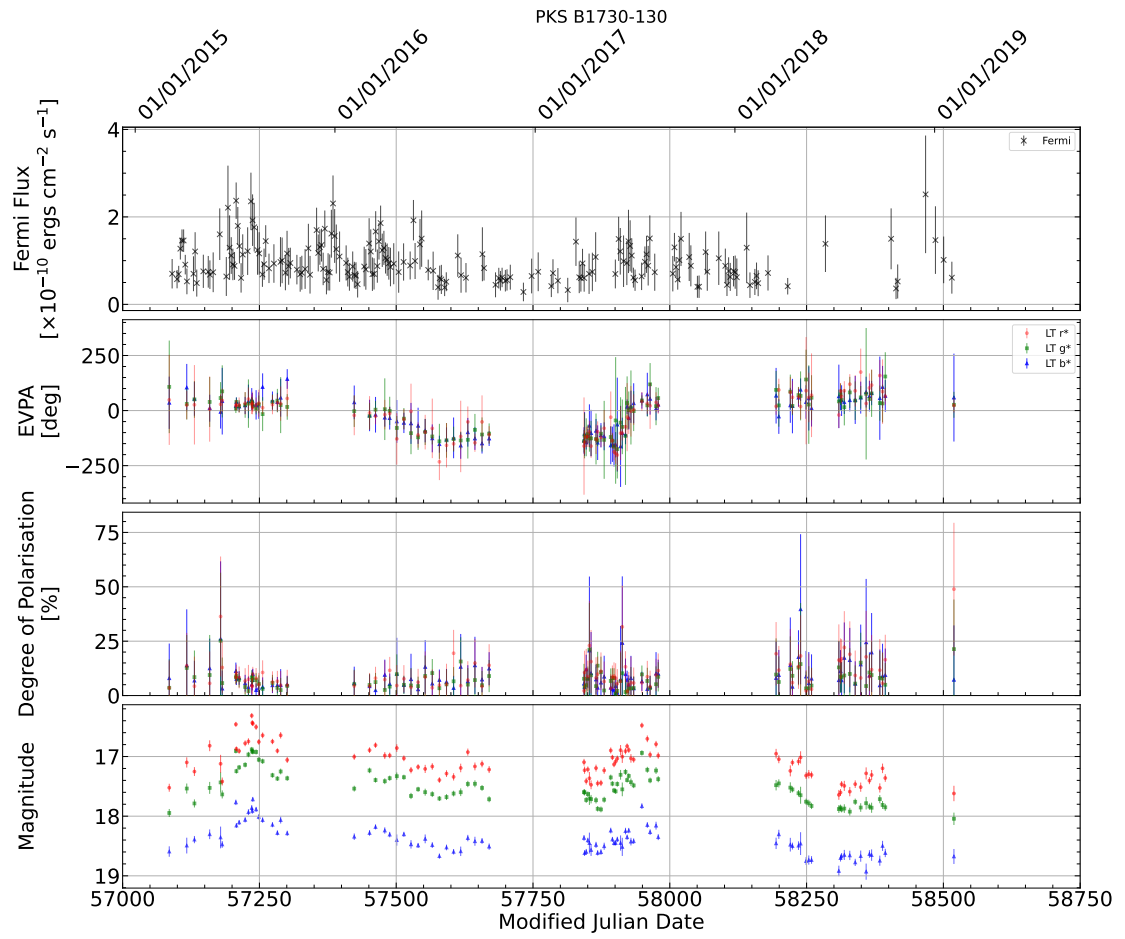 PKS B1730-130
01/01/2015
01/01/2016
01/01/2017
01/01/2018
01/01/2019
Fermi Flux
[×10⁻¹⁰ ergs cm⁻² s⁻¹]
4
2
0
Fermi
EVPA
[deg]
250
0
−250
LT r*
LT g*
LT b*
Degree of Polarisation
[%]
75
50
25
0
Magnitude
17
18
19
57000
57250
57500
57750
58000
58250
58500
58750
Modified Julian Date